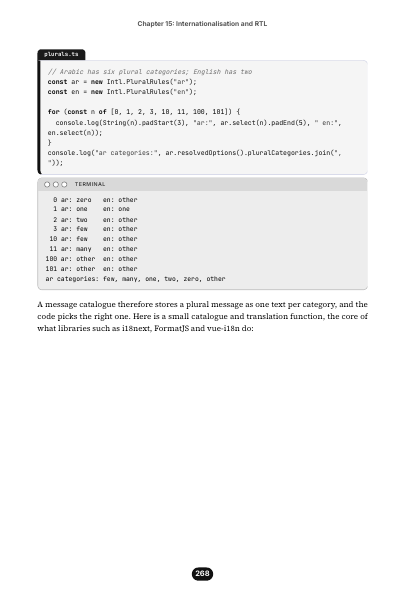 Chapter 15: Internationalisation and RTL
plurals.ts
// Arabic has six plural categories; English has two
const ar = new Intl.PluralRules("ar");
const en = new Intl.PluralRules("en");
for (const n of [0, 1, 2, 3, 10, 11, 100, 101]) {
console.log(String(n).padStart(3), "ar:", ar.select(n).padEnd(5), " en:",
en.select(n));
}
console.log("ar categories:", ar.resolvedOptions().pluralCategories.join(",
"));
TERMINAL
0 ar: zero en: other
1 ar: one en: one
2 ar: two en: other
3 ar: few en: other
10 ar: few en: other
11 ar: many en: other
100 ar: other en: other
101 ar: other en: other
ar categories: few, many, one, two, zero, other
A message catalogue therefore stores a plural message as one text per category, and the
code picks the right one. Here is a small catalogue and translation function, the core of
what libraries such as i18next, FormatJS and vue-i18n do:
268